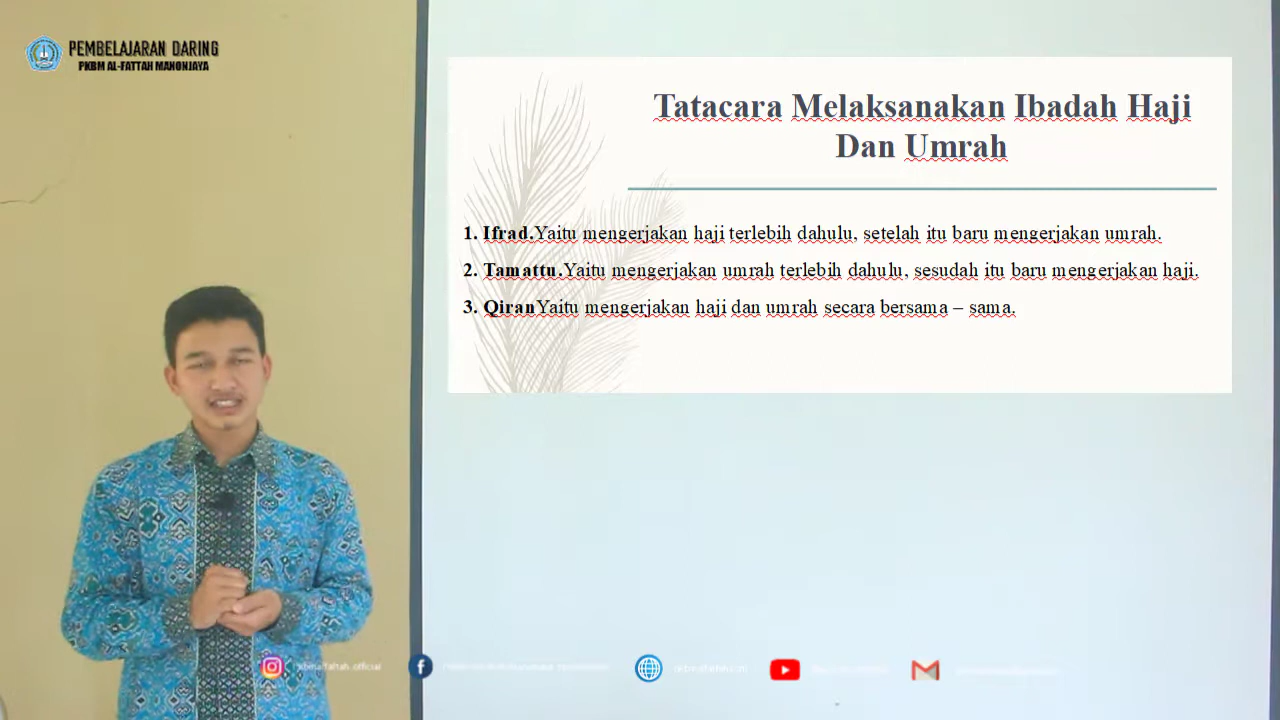 PEMBELAJARAN DARING
PKBM AL-FATTAH MANONJAYA
Tatacara Melaksanakan Ibadah Haji
Dan Umrah
1. Ifrad.Yaitu mengerjakan haji terlebih dahulu, setelah itu baru mengerjakan umrah.
2. Tamattu.Yaitu mengerjakan umrah terlebih dahulu, sesudah itu baru mengerjakan haji.
3. QiranYaitu mengerjakan haji dan umrah secara bersama – sama.